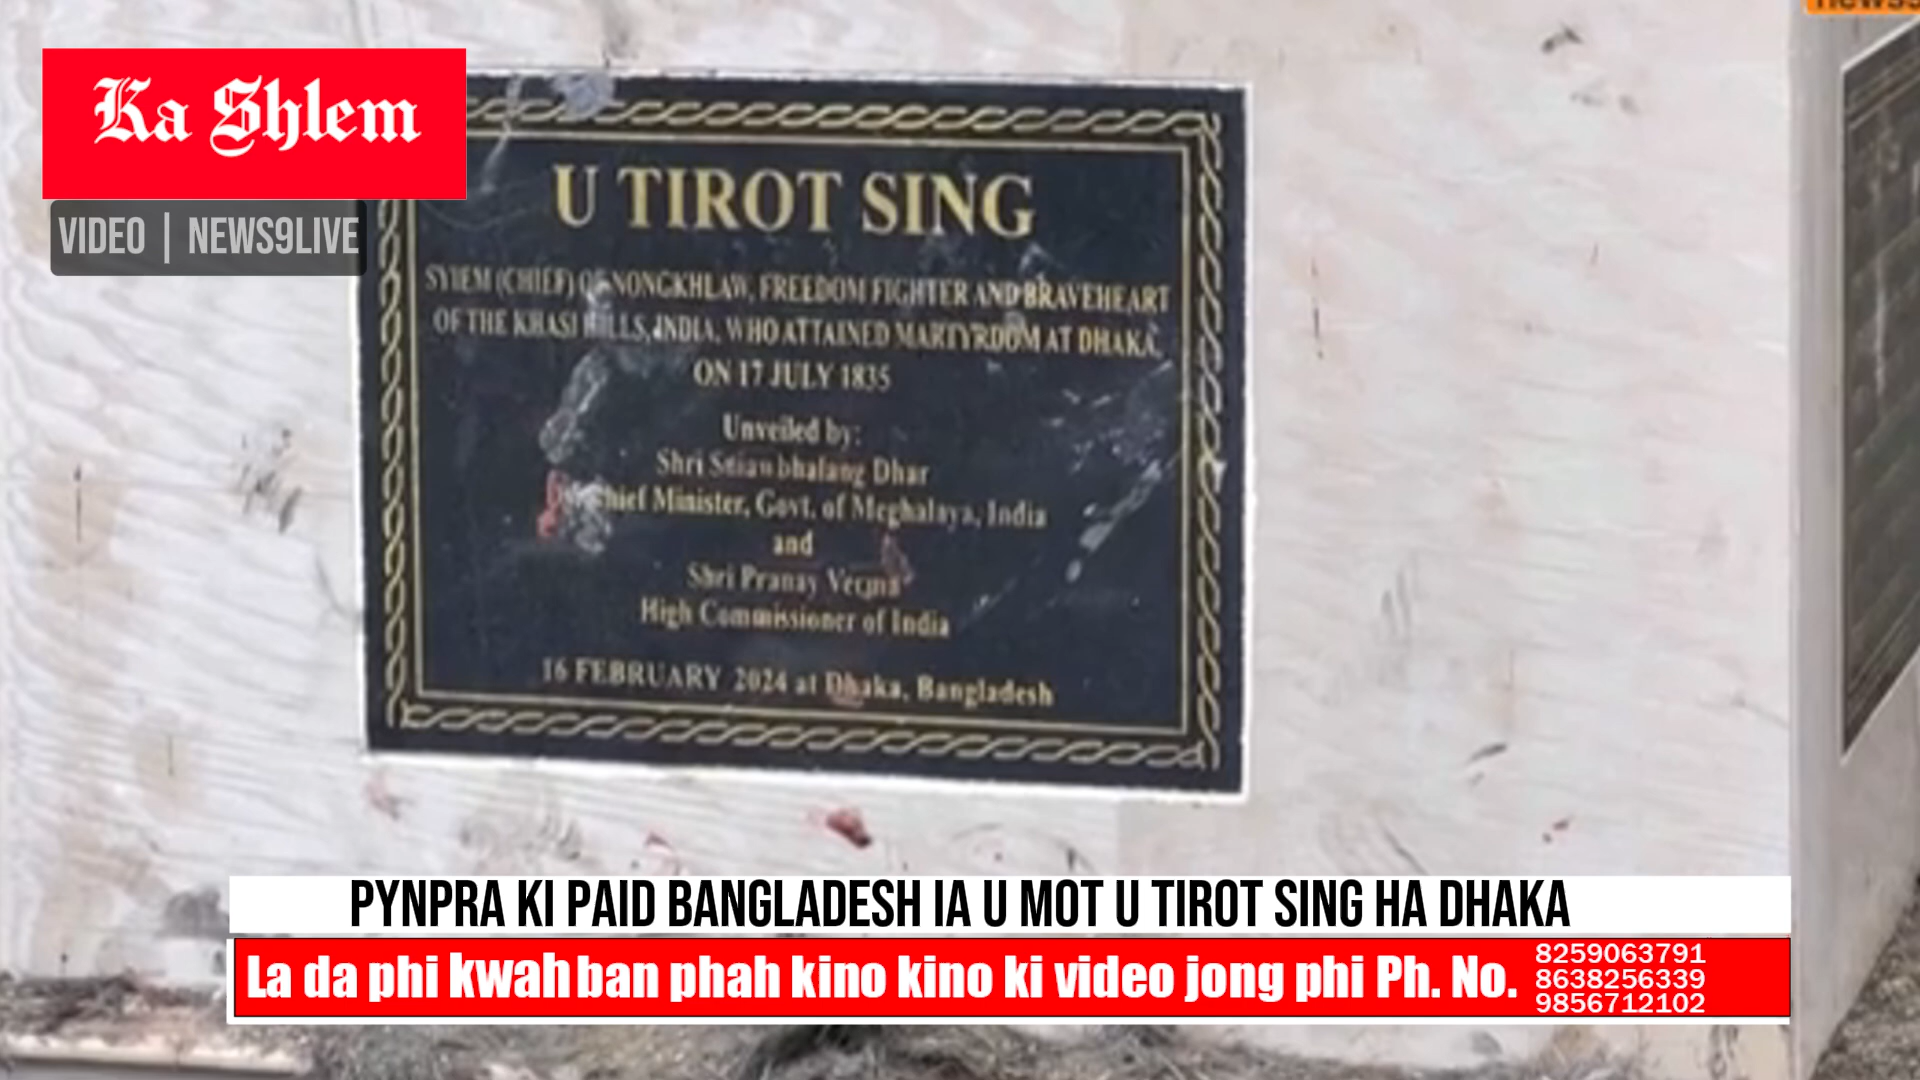 news9
Ka Shlem
VIDEO | NEWS9LIVE
U TIROT SING
SYIEM (CHIEF) OF NONGKHLAW, FREEDOM FIGHTER AND BRAVEHEART
OF THE KHASI HILLS, INDIA, WHO ATTAINED MARTYRDOM AT DHAKA,
ON 17 JULY 1835
Unveiled by:
Shri Sniawbhalang Dhar
Chief Minister, Govt. of Meghalaya, India
and
Shri Pranay Verma
High Commissioner of India
16 FEBRUARY 2024 at Dhaka, Bangladesh
PYNPRA KI PAID BANGLADESH IA U MOT U TIROT SING HA DHAKA
La da phi kwah ban phah kino kino ki video jong phi Ph. No.
8259063791
8638256339
9856712102